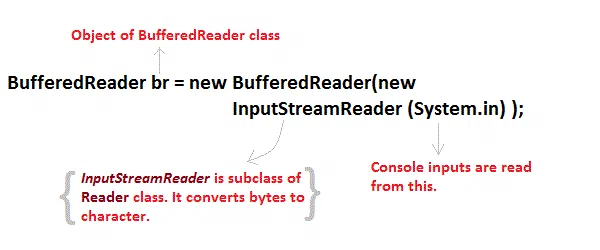 Object of BufferedReader class
BufferedReader br = new BufferedReader(new
InputStreamReader (System.in) );
InputStreamReader is subclass of
Reader class. It converts bytes to
character.
Console inputs are read
from this.